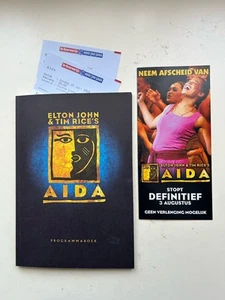 ELTON JOHN
& TIM RICE'S
AIDA
PROGRAMMABOEK
NEEM AFSCHEID VAN
ELTON JOHN & TIM RICE'S
AIDA
STOPT
DEFINITIEF
3 AUGUSTUS
GEEN VERLENGING MOGELIJK